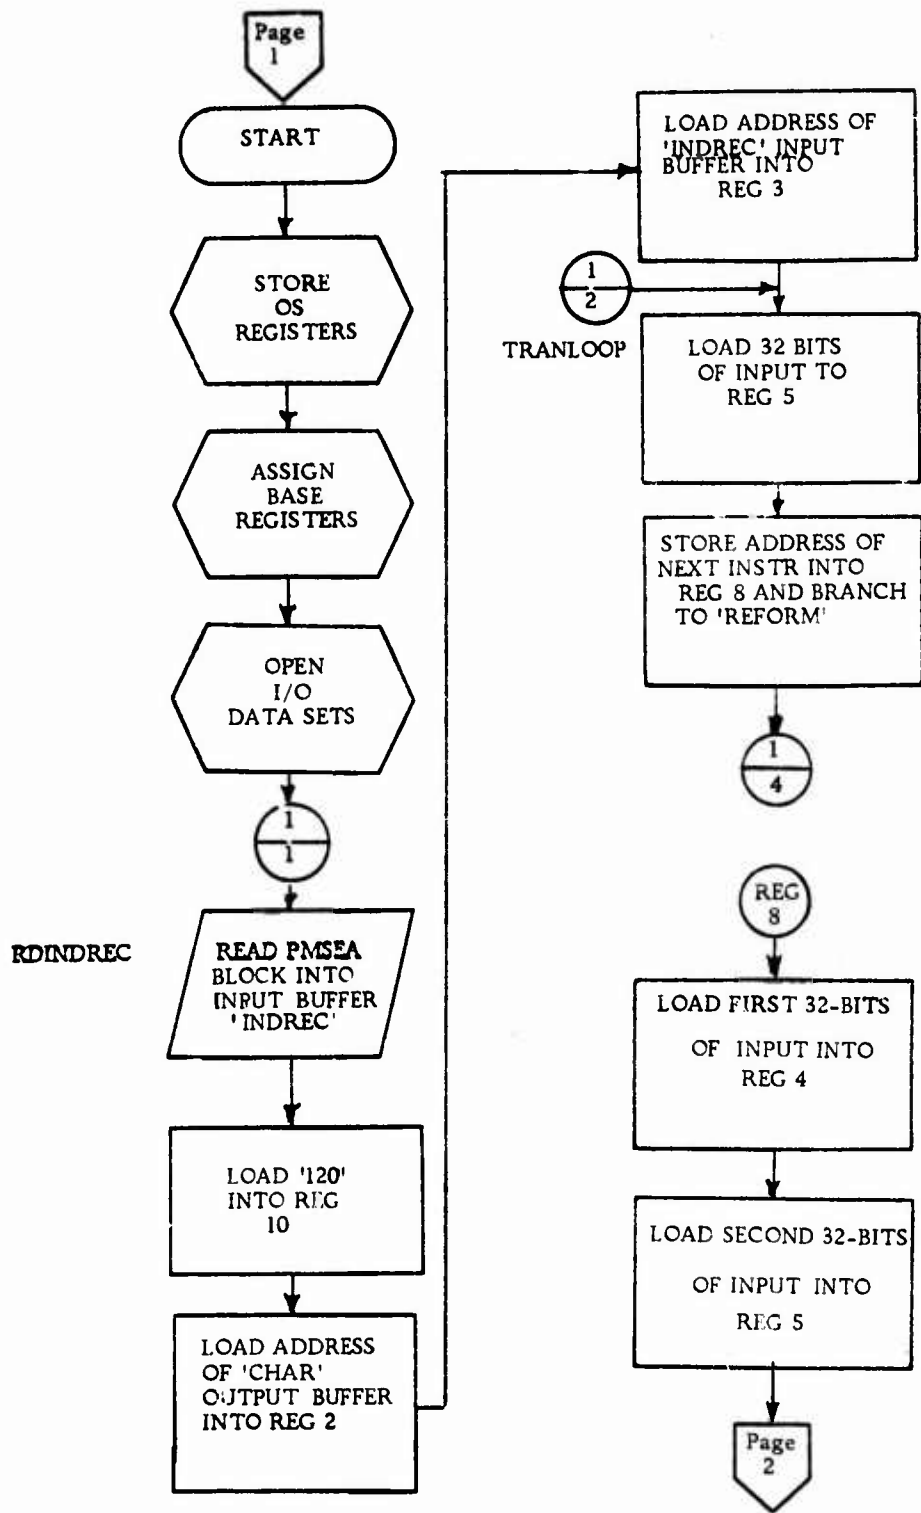 Page
1
START
STORE
OS
REGISTERS
ASSIGN
BASE
REGISTERS
OPEN
I/O
DATA SETS
1
1
RDINDREC
READ PMSEA
BLOCK INTO
INPUT BUFFER
'INDREC'
LOAD '120'
INTO REG
10
LOAD ADDRESS
OF 'CHAR'
OUTPUT BUFFER
INTO REG 2
LOAD ADDRESS OF
'INDREC' INPUT
BUFFER INTO
REG 3
1
2
TRANLOOP
LOAD 32 BITS
OF INPUT TO
REG 5
STORE ADDRESS OF
NEXT INSTR INTO
REG 8 AND BRANCH
TO 'REFORM'
1
4
REG
8
LOAD FIRST 32-BITS
OF INPUT INTO
REG 4
LOAD SECOND 32-BITS
OF INPUT INTO
REG 5
Page
2